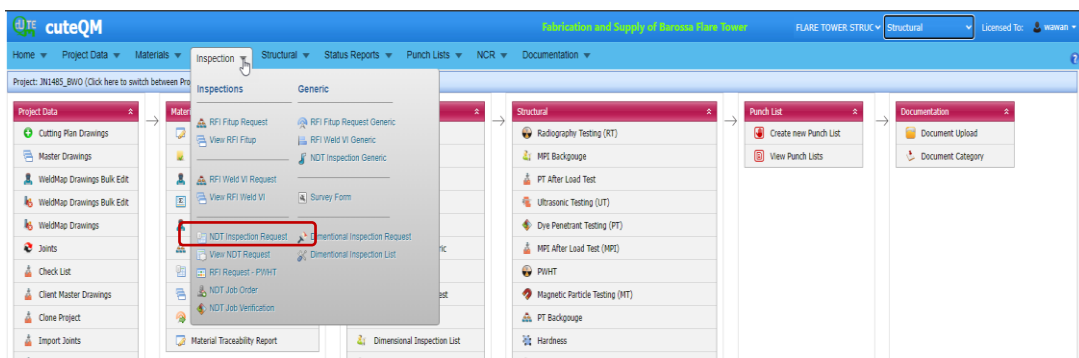 CUTE cuteQM
Fabrication and Supply of Barossa Flare Tower
FLARE TOWER STRUC Structural
Licensed To: wawan
Home Project Data Materials Inspection Structural Status Reports Punch Lists NCR Documentation
Project: JN1485_BWO (Click here to switch between Pro
Inspections
RFI Fitup Request
View RFI Fitup
RFI Weld VI Request
View RFI Weld VI
NDT Inspection Request
View NDT Request
RFI Request - PWHT
NDT Job Order
NDT Job Verification
Generic
RFI Fitup Request Generic
RFI Weld VI Generic
NDT Inspection Generic
Survey Form
Dimentional Inspection Request
Dimentional Inspection List
Project Data
Cutting Plan Drawings
Master Drawings
WeldMap Drawings Bulk Edit
WeldMap Drawings Bulk Edit
WeldMap Drawings
Joints
Check List
Client Master Drawings
Clone Project
Import Joints
Materi
Material Traceability Report
ric
est
Dimensional Inspection List
Structural
Radiography Testing (RT)
MPI Backgouge
PT After Load Test
Ultrasonic Testing (UT)
Dye Penetrant Testing (PT)
MPI After Load Test (MPI)
PWHT
Magnetic Particle Testing (MT)
PT Backgouge
Hardness
Punch List
Create new Punch List
View Punch Lists
Documentation
Document Upload
Document Category